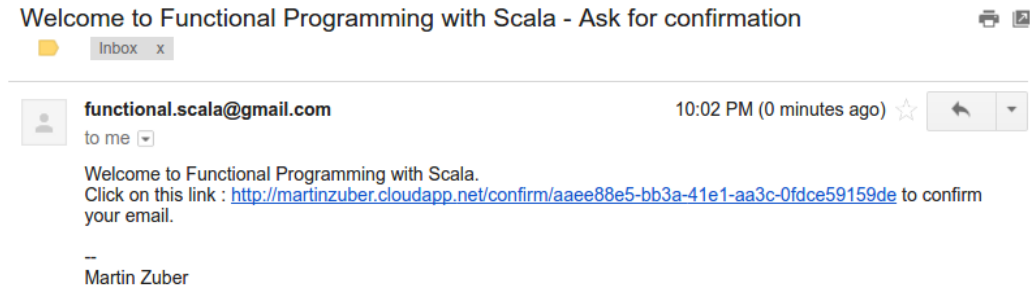 Welcome to Functional Programming with Scala - Ask for confirmation
Inbox x
functional.scala@gmail.com 10:02 PM (0 minutes ago)
to me
Welcome to Functional Programming with Scala.
Click on this link : http://martinzuber.cloudapp.net/confirm/aaee88e5-bb3a-41e1-aa3c-0fdce59159de to confirm
your email.
--
Martin Zuber